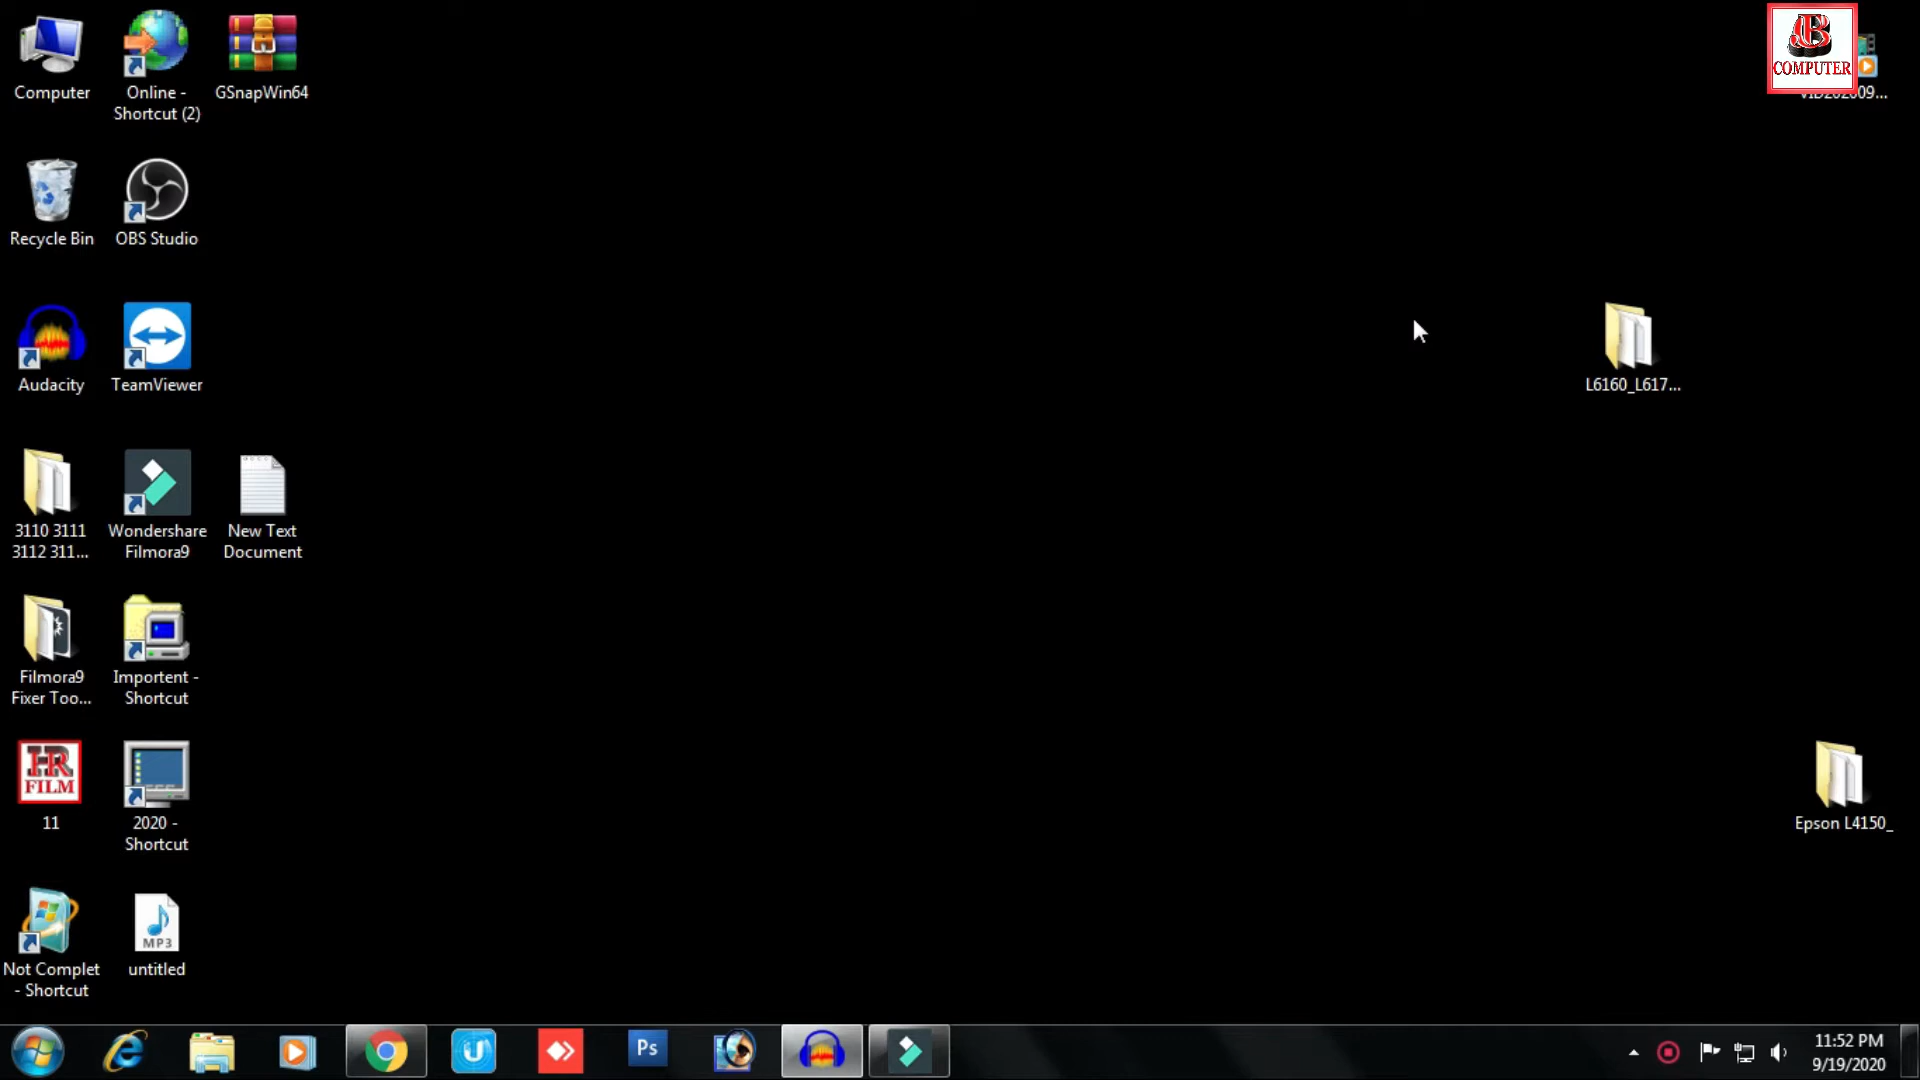 Computer
Online -
Shortcut (2)
GSnapWin64
COMPUTER
Recycle Bin
OBS Studio
Audacity
TeamViewer
L6160_L617...
3110 3111
3112 311...
Wondershare
Filmora9
New Text
Document
Filmora9
Fixer Too...
Importent -
Shortcut
HR
FILM
11
2020 -
Shortcut
Epson L4150_
Not Complet
- Shortcut
MP3
untitled
Ps
11:52 PM
9/19/2020